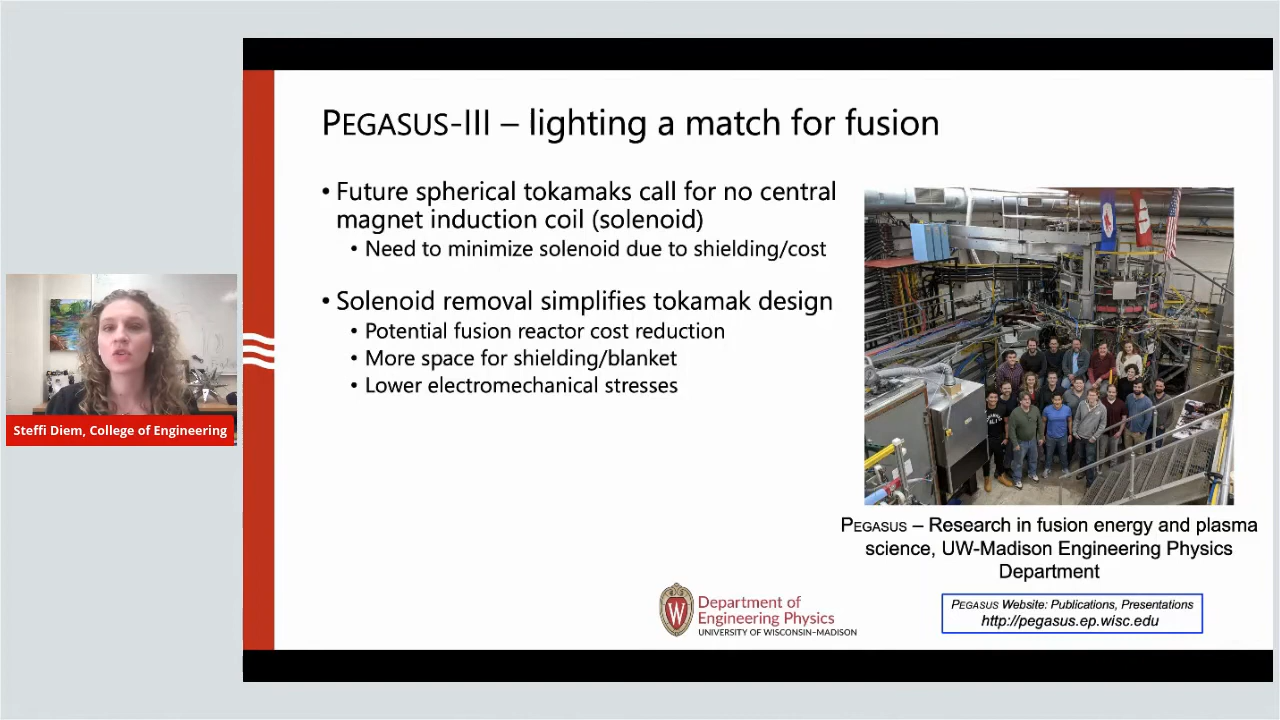 PEGASUS-III – lighting a match for fusion
• Future spherical tokamaks call for no central
magnet induction coil (solenoid)
• Need to minimize solenoid due to shielding/cost
• Solenoid removal simplifies tokamak design
• Potential fusion reactor cost reduction
• More space for shielding/blanket
• Lower electromechanical stresses
Steffi Diem, College of Engineering
PEGASUS – Research in fusion energy and plasma
science, UW-Madison Engineering Physics
Department
PEGASUS Website: Publications, Presentations
http://pegasus.ep.wisc.edu
W
Department of
Engineering Physics
UNIVERSITY OF WISCONSIN–MADISON